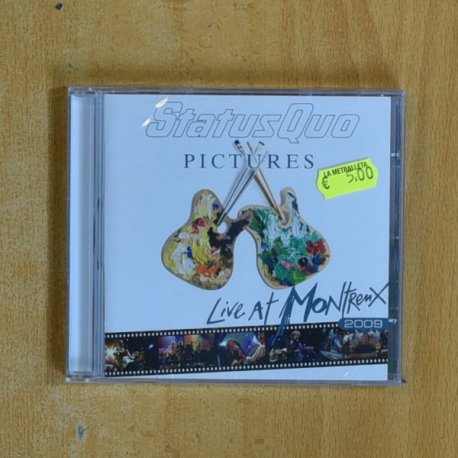 StatusQuo
PICTURES
LA METRALLETA
€ 5,00
Live At Montreux
2009